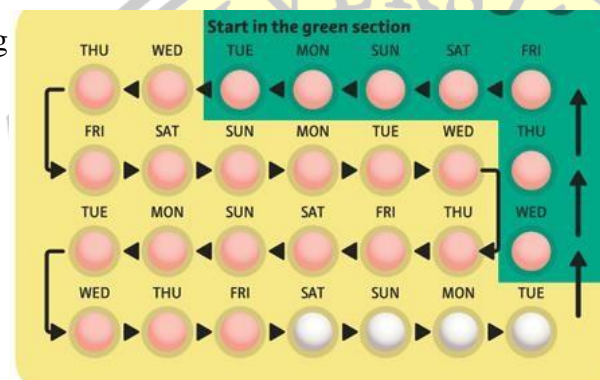 g
Start in the green section
THU WED TUE MON SUN SAT FRI
FRI SAT SUN MON TUE WED THU
TUE MON SUN SAT FRI THU WED
WED THU FRI SAT SUN MON TUE